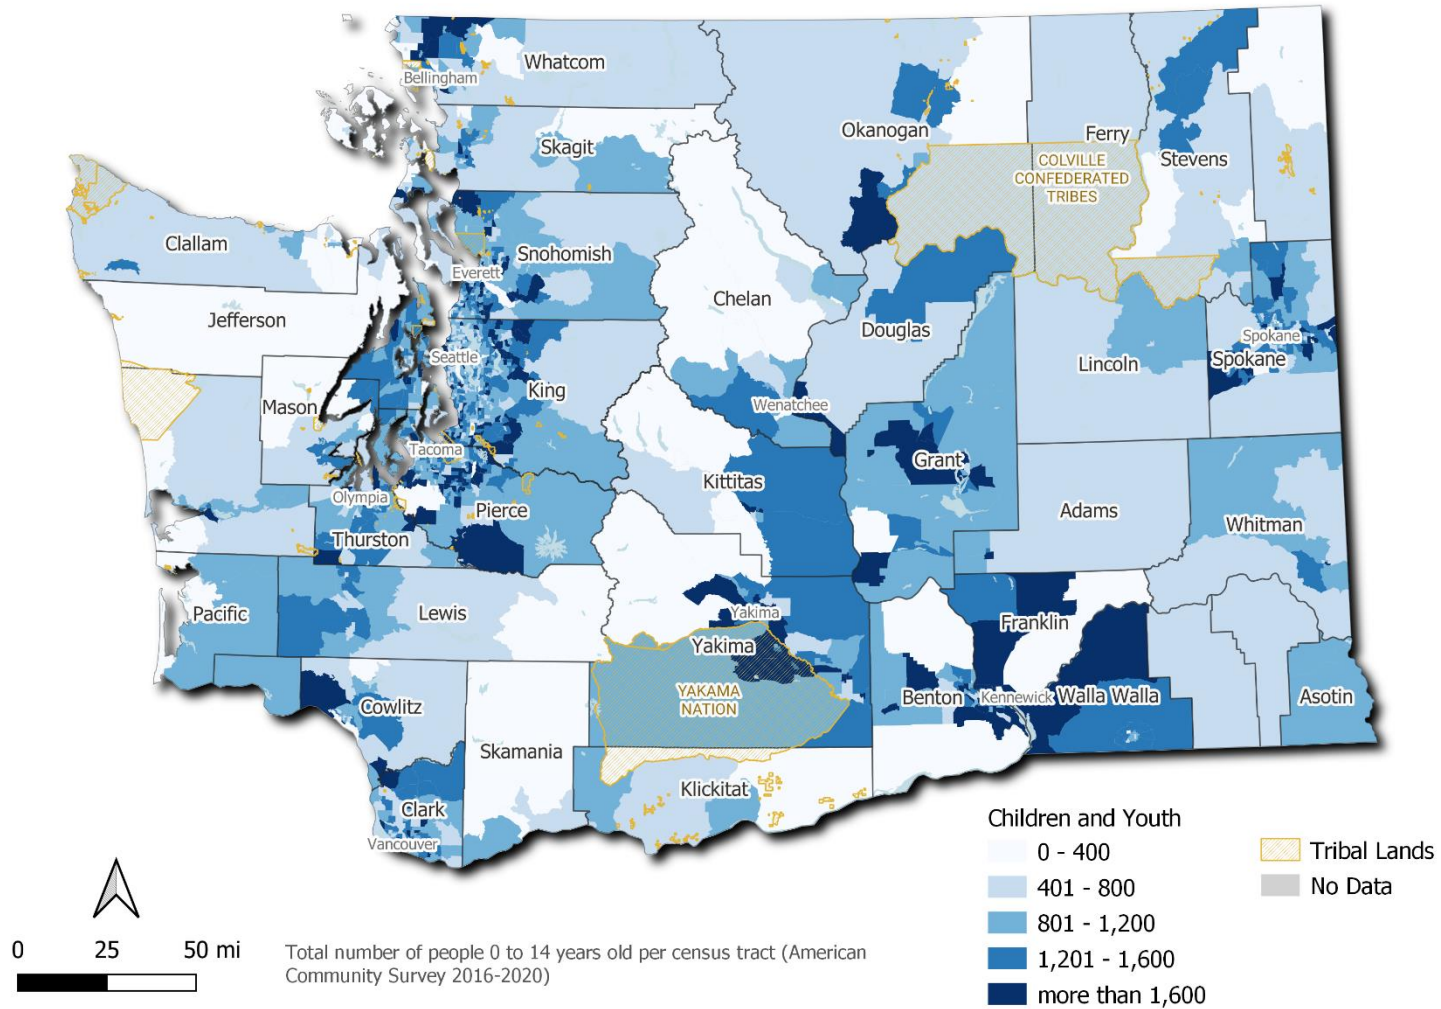 Whatcom
Bellingham
Okanogan
Ferry
Skagit
Stevens
COLVILLE
CONFEDERATED
TRIBES
Clallam
Snohomish
Everett
Chelan
Jefferson
Douglas
Seattle
Spokane
Spokane
Lincoln
King
Mason
Wenatchee
Tacoma
Grant
Kittitas
Olympia
Pierce
Adams
Whitman
Thurston
Pacific
Lewis
Yakima
Franklin
Yakima
YAKAMA
NATION
Benton
Kennewick
Walla Walla
Asotin
Cowlitz
Skamania
Klickitat
Clark
Vancouver
Children and Youth
0 - 400
401 - 800
801 - 1,200
1,201 - 1,600
more than 1,600
Tribal Lands
No Data
0 25 50 mi
Total number of people 0 to 14 years old per census tract (American
Community Survey 2016-2020)